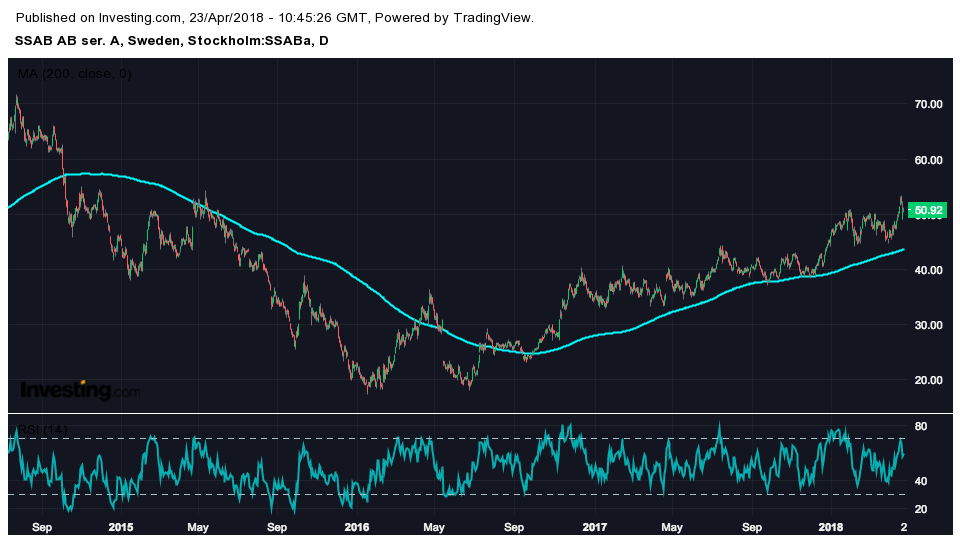 Published on Investing.com, 23/Apr/2018 - 10:45:26 GMT, Powered by TradingView.
SSAB AB ser. A, Sweden, Stockholm:SSABa, D
MA (200, close, 0)
70.00
60.00
50.92
50.00
40.00
30.00
20.00
Investing.com
RSI (14)
80
40
20
Sep 2015 May Sep 2016 May Sep 2017 May Sep 2018 2